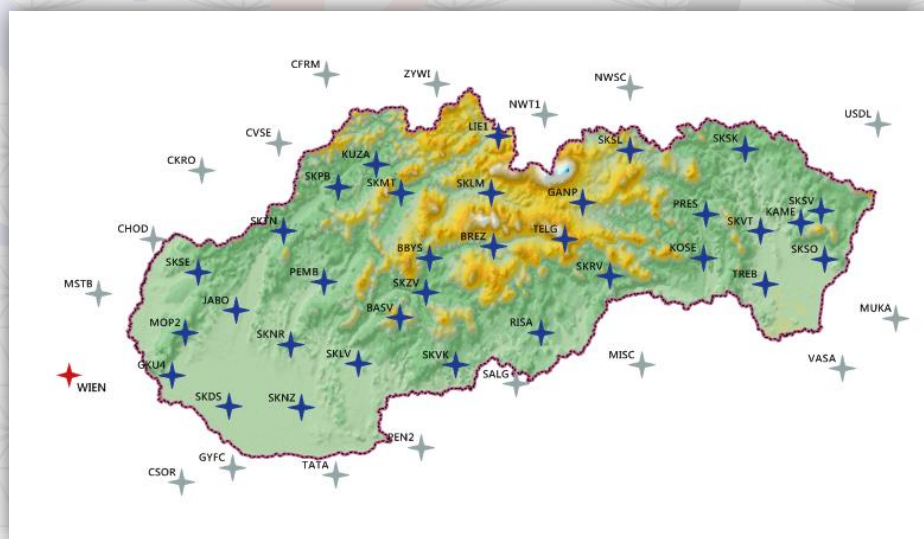 CFRM
ZYWI
NWSC
NWT1
USDL
LIE1
CVSE
SKSL
SKSK
CKRO
KUZA
SKPB
SKMT
SKLM
GANP
PRES
SKSV
KAME
SKVT
SKTN
CHOD
TELG
BREZ
BBYS
KOSE
SKSO
SKSE
SKRV
TREB
PEMB
SKZV
MSTB
JABO
BASV
MUKA
MOP2
RISA
SKNR
SKLV
SKVK
MISC
VASA
GKU4
SALG
WIEN
SKDS
SKNZ
PEN2
GYFC
TATA
CSOR